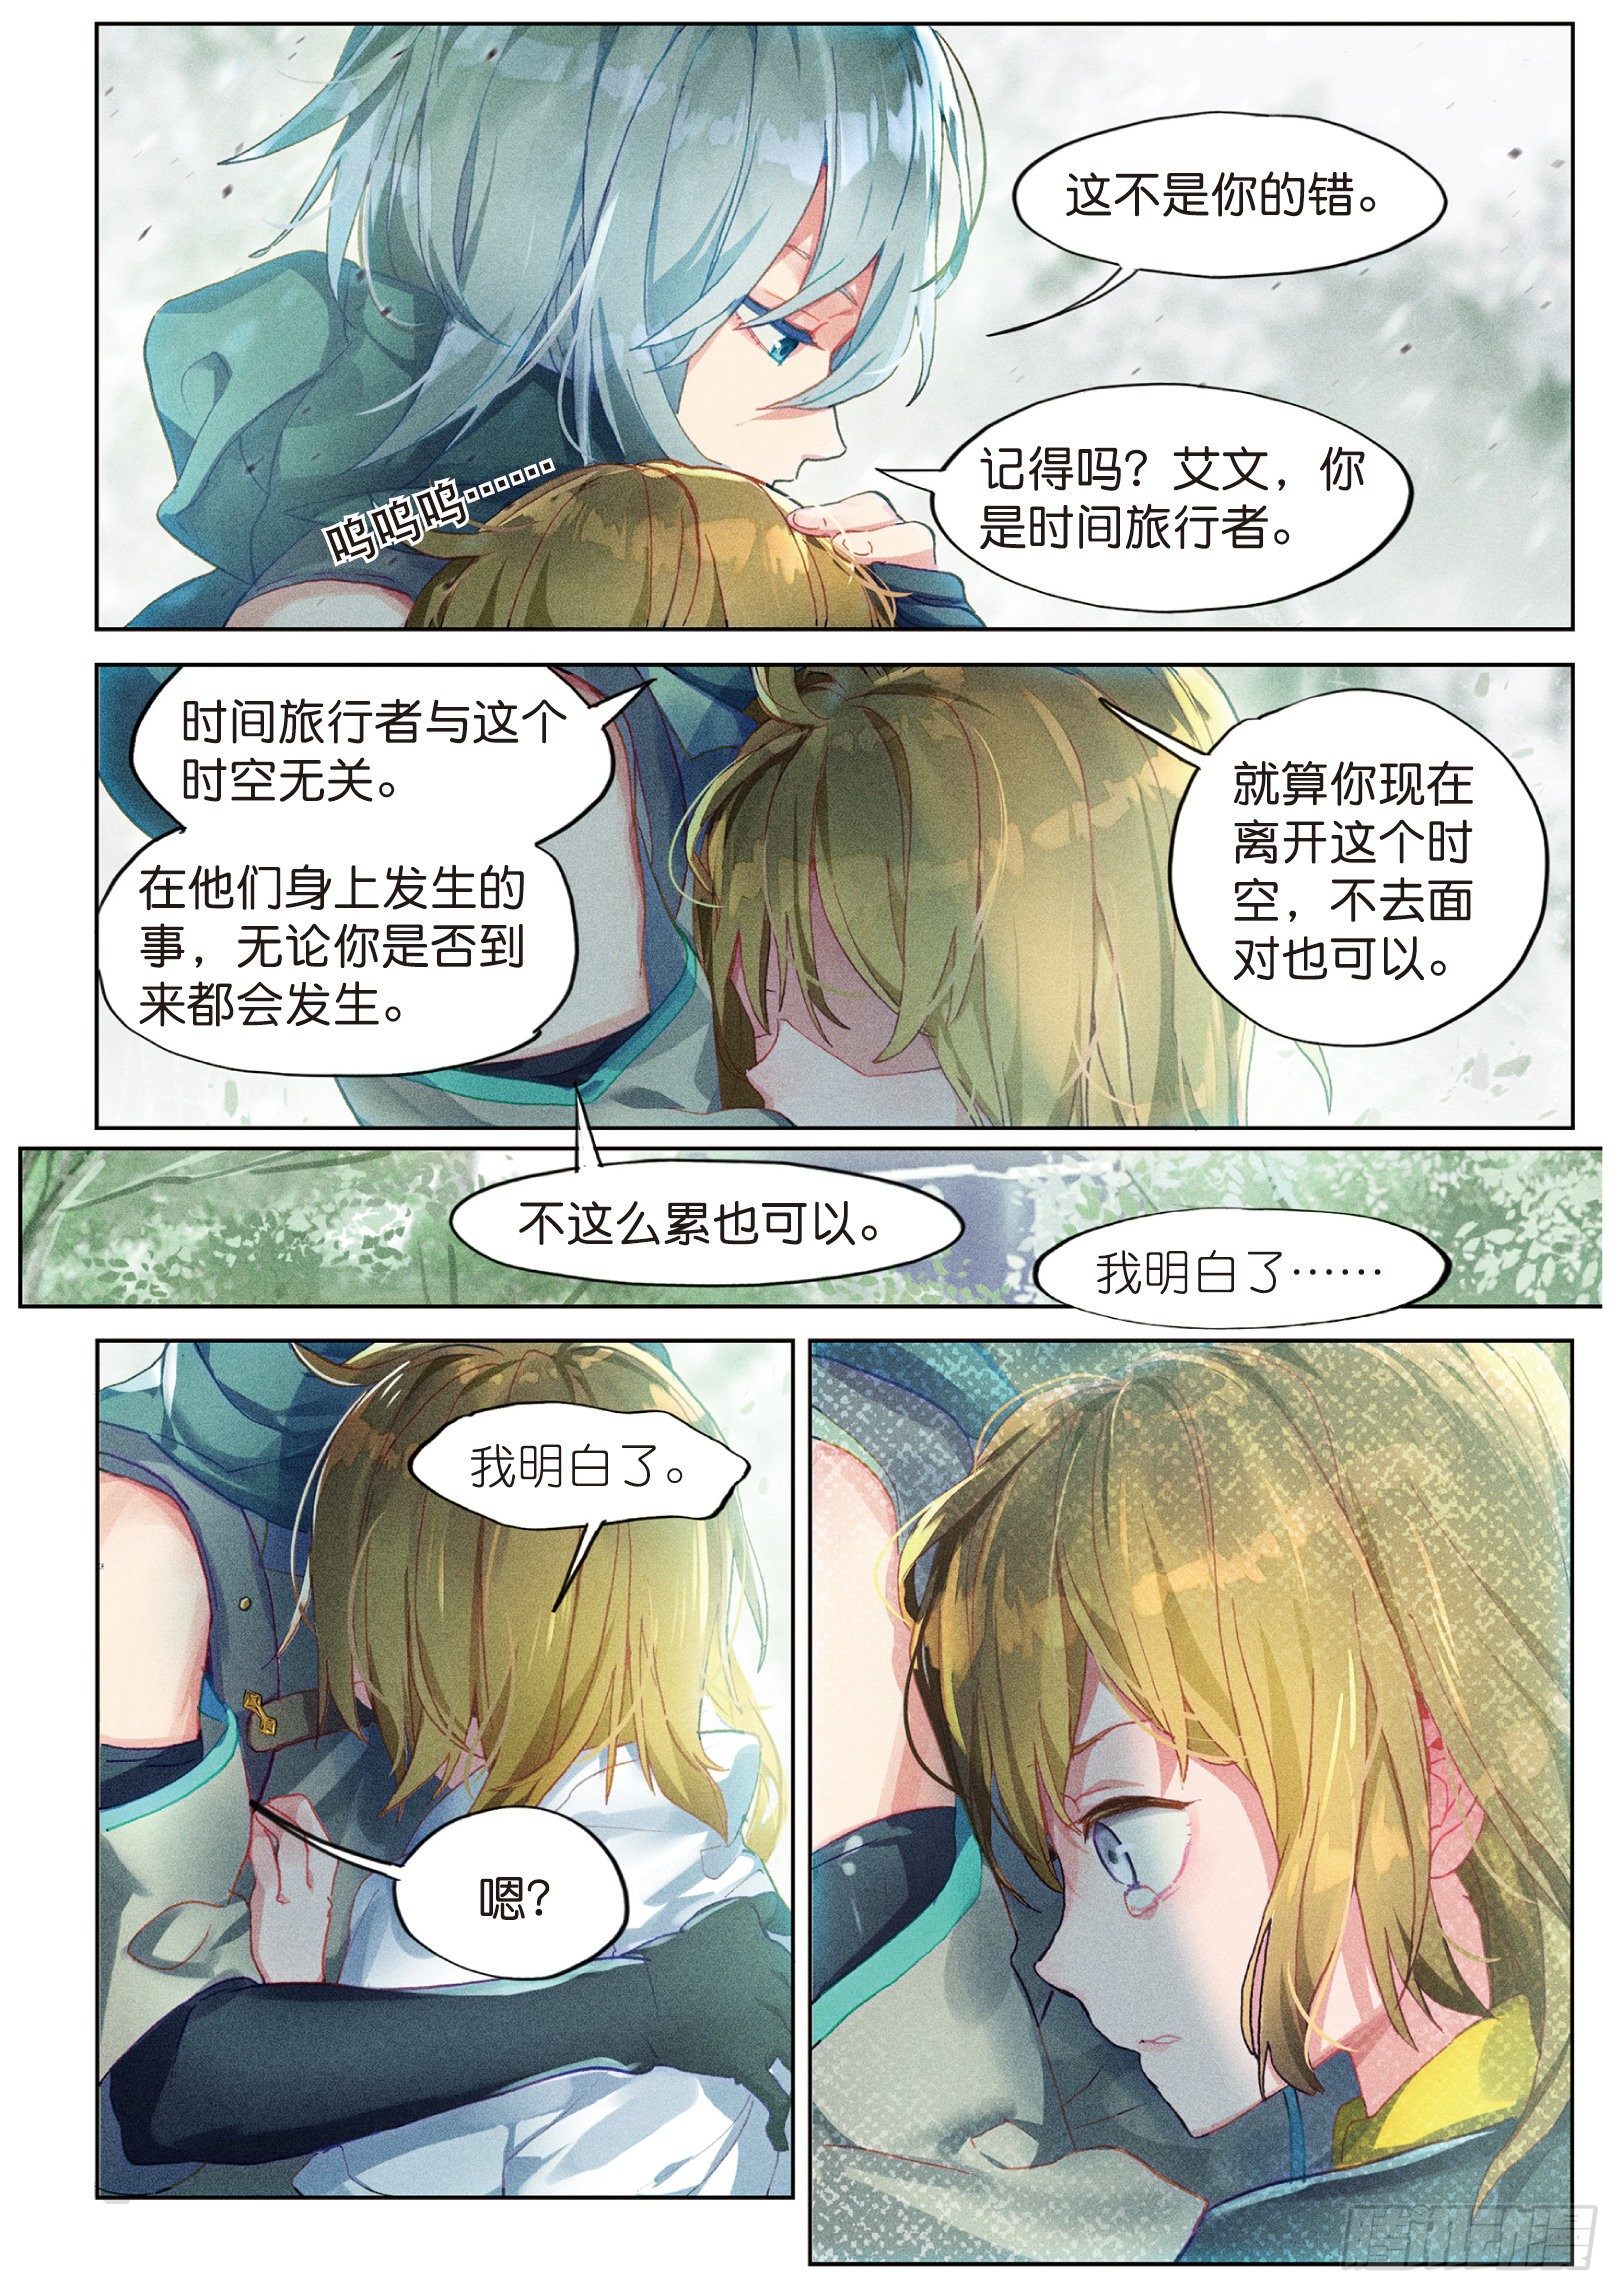 这不是你的错。
记得吗？艾文，你
是时间旅行者。
呜呜呜……
时间旅行者与这个
时空无关。
在他们身上发生的
事，无论你是否到
来都会发生。
就算你现在
离开这个时
空，不去面
对也可以。
不这么累也可以。
我明白了……
我明白了。
嗯？
腾讯动漫